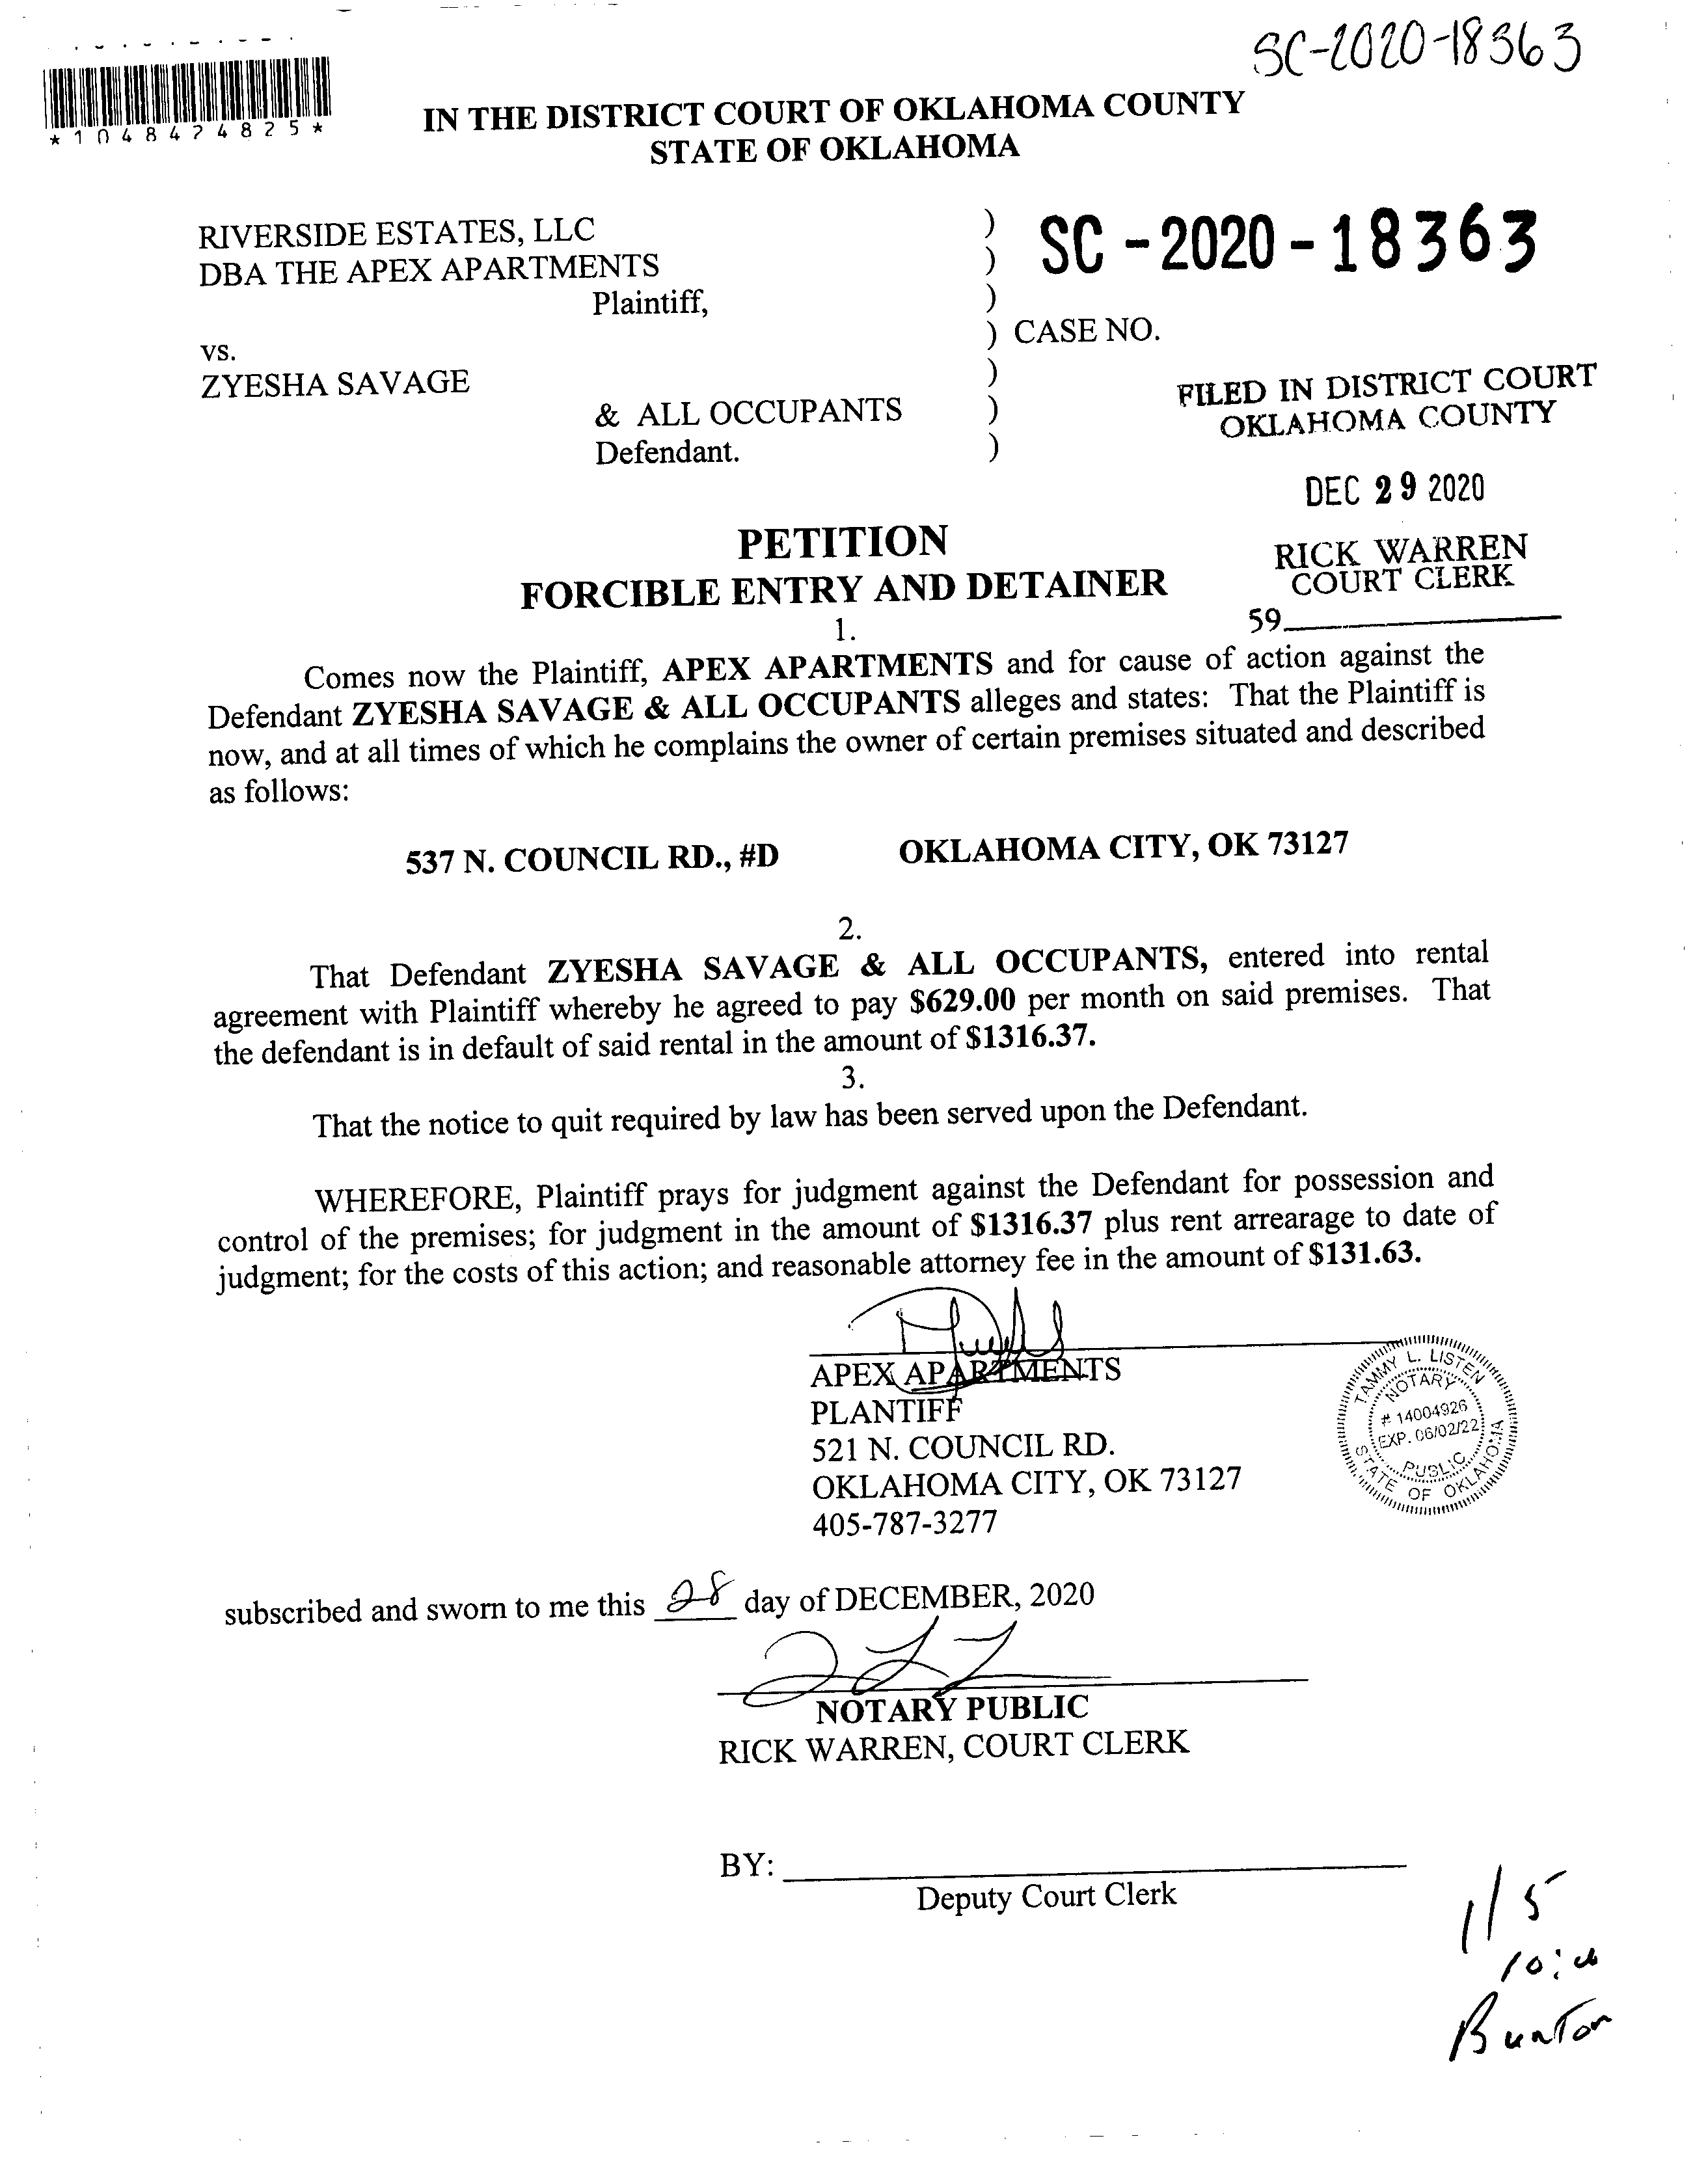 SC-2020-18363
*1048424825*
IN THE DISTRICT COURT OF OKLAHOMA COUNTY
STATE OF OKLAHOMA
RIVERSIDE ESTATES, LLC )
DBA THE APEX APARTMENTS )
Plaintiff, )
SC-2020-18363
) CASE NO.
vs.
ZYESHA SAVAGE )
& ALL OCCUPANTS )
Defendant. )
FILED IN DISTRICT COURT
OKLAHOMA COUNTY
DEC 29 2020
RICK WARREN
COURT CLERK
59
PETITION
FORCIBLE ENTRY AND DETAINER
1.
Comes now the Plaintiff, APEX APARTMENTS and for cause of action against the
Defendant ZYESHA SAVAGE & ALL OCCUPANTS alleges and states: That the Plaintiff is
now, and at all times of which he complains the owner of certain premises situated and described
as follows:
537 N. COUNCIL RD., #D OKLAHOMA CITY, OK 73127
2.
That Defendant ZYESHA SAVAGE & ALL OCCUPANTS, entered into rental
agreement with Plaintiff whereby he agreed to pay $629.00 per month on said premises. That
the defendant is in default of said rental in the amount of $1316.37.
3.
That the notice to quit required by law has been served upon the Defendant.
WHEREFORE, Plaintiff prays for judgment against the Defendant for possession and
control of the premises; for judgment in the amount of $1316.37 plus rent arrearage to date of
judgment; for the costs of this action; and reasonable attorney fee in the amount of $131.63.
APEX APARTMENTS
PLANTIFF
521 N. COUNCIL RD.
OKLAHOMA CITY, OK 73127
405-787-3277
TAMMY L. LISTEN
NOTARY
# 14004926
EXP. 06/02/22
PUBLIC
STATE OF OKLAHOMA
subscribed and sworn to me this 28 day of DECEMBER, 2020
NOTARY PUBLIC
RICK WARREN, COURT CLERK
BY:
Deputy Court Clerk
1/5
Bunton